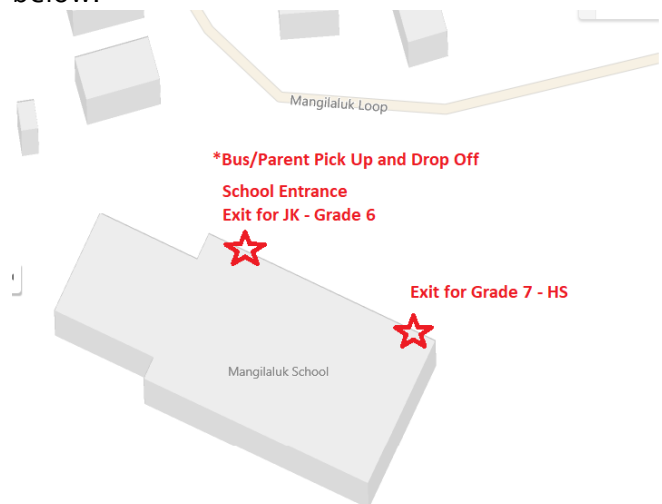 below.
Mangilaluk Loop
*Bus/Parent Pick Up and Drop Off
School Entrance
Exit for JK - Grade 6
Exit for Grade 7 - HS
Mangilaluk School